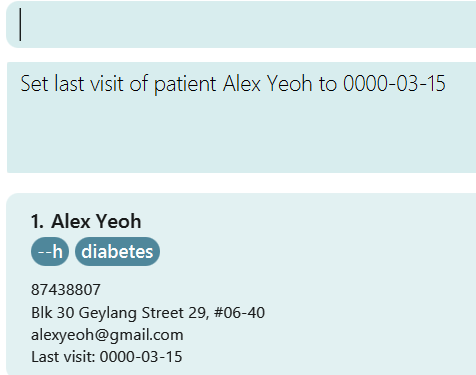 Set last visit of patient Alex Yeoh to 0000-03-15
1. Alex Yeoh
--h diabetes
87438807
Blk 30 Geylang Street 29, #06-40
alexyeoh@gmail.com
Last visit: 0000-03-15